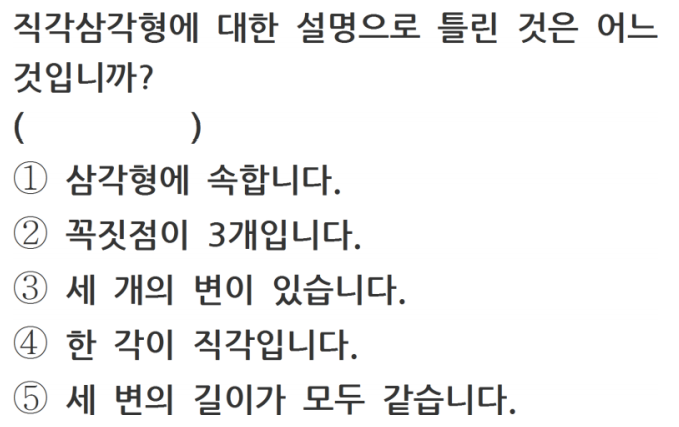 직각삼각형에 대한 설명으로 틀린 것은 어느
것입니까?
(          )
① 삼각형에 속합니다.
② 꼭짓점이 3개입니다.
③ 세 개의 변이 있습니다.
④ 한 각이 직각입니다.
⑤ 세 변의 길이가 모두 같습니다.